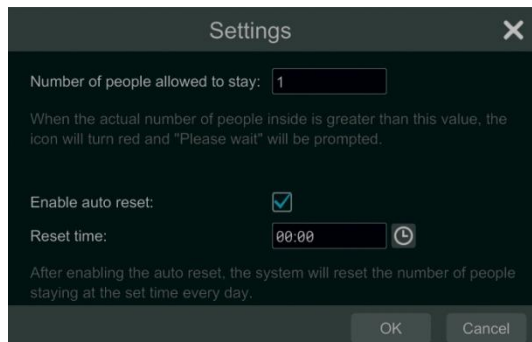 Settings
Number of people allowed to stay: 1
When the actual number of people inside is greater than this value, the
icon will turn red and "Please wait" will be prompted.
Enable auto reset:
Reset time: 00:00
After enabling the auto reset, the system will reset the number of people
staying at the set time every day.
OK Cancel